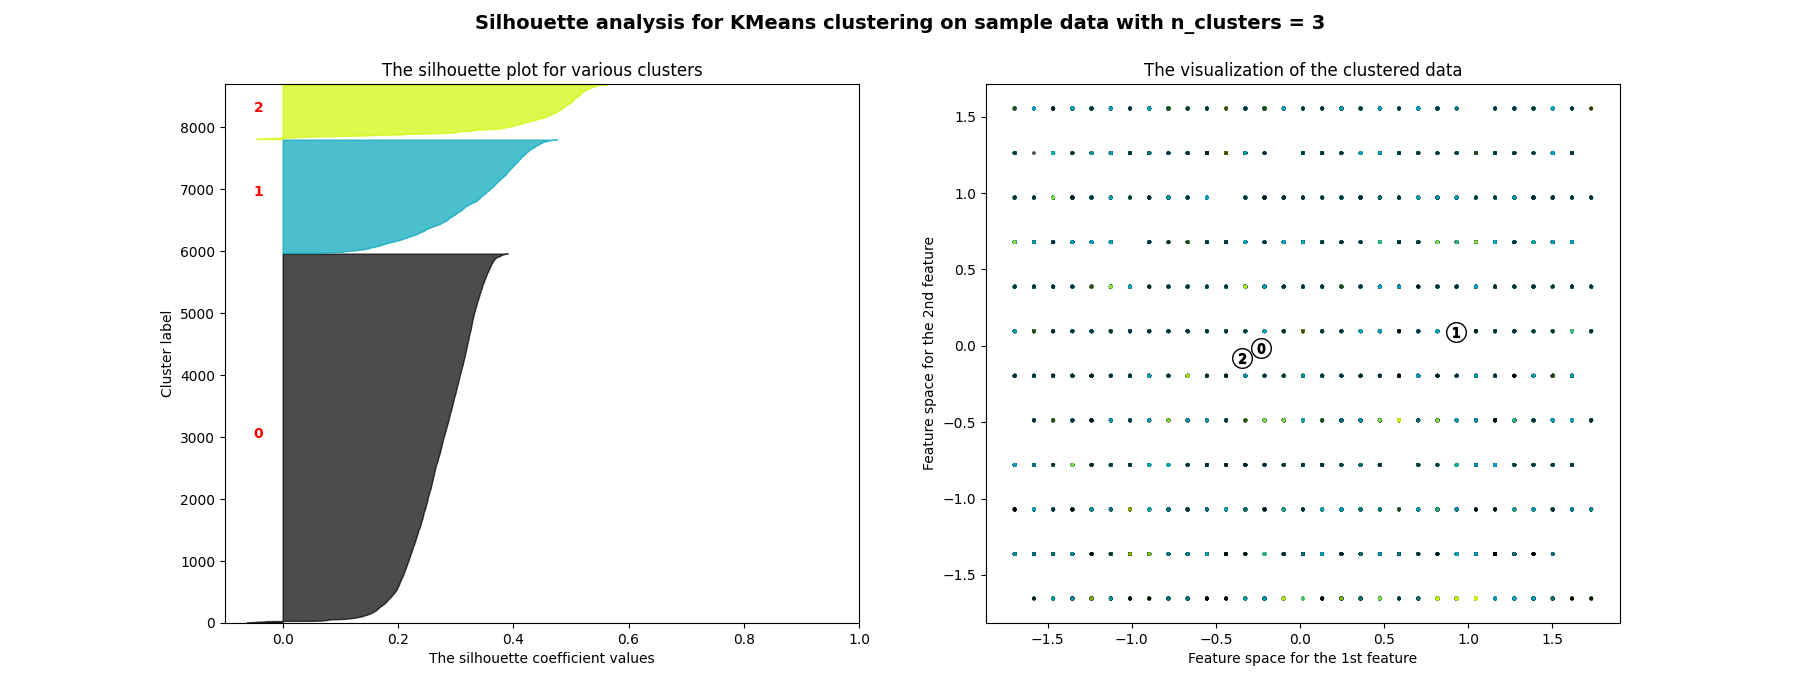 Silhouette analysis for KMeans clustering on sample data with n_clusters = 3
The silhouette plot for various clusters
Cluster label
8000
7000
6000
5000
4000
3000
2000
1000
0
2
1
0
0.0 0.2 0.4 0.6 0.8 1.0
The silhouette coefficient values
The visualization of the clustered data
Feature space for the 2nd feature
1.5
1.0
0.5
0.0
−0.5
−1.0
−1.5
1
0
2
−1.5 −1.0 −0.5 0.0 0.5 1.0 1.5
Feature space for the 1st feature